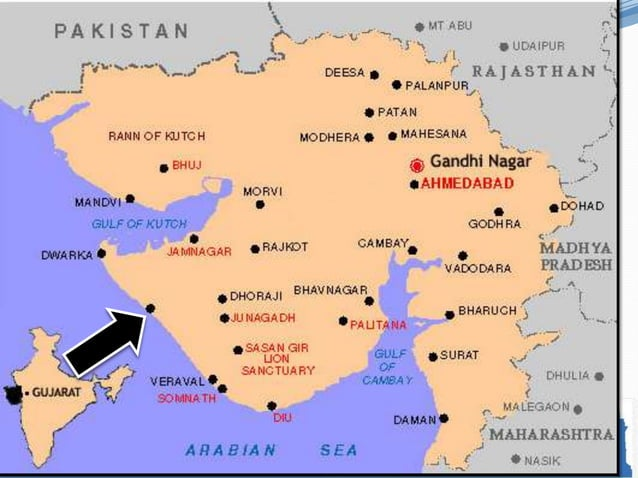 PAKISTAN
MT ABU
UDAIPUR
RAJASTHAN
DEESA
PALANPUR
PATAN
RANN OF KUTCH
MODHERA
MAHESANA
BHUJ
Gandhi Nagar
AHMEDABAD
MANDVI
MORVI
DOHAD
GULF OF KUTCH
GODHRA
DWARKA
JAMNAGAR
RAJKOT
CAMBAY
MADHYA
PRADESH
VADODARA
DHORAJI
BHAVNAGAR
JUNAGADH
PALITANA
BHARUCH
SASAN GIR
LION
SANCTUARY
GULF
OF
CAMBAY
SURAT
DHULIA
VERAVAL
SOMNATH
GUJARAT
DIU
DAMAN
MALEGAON
MAHARASHTRA
ARABIAN SEA
NASIK